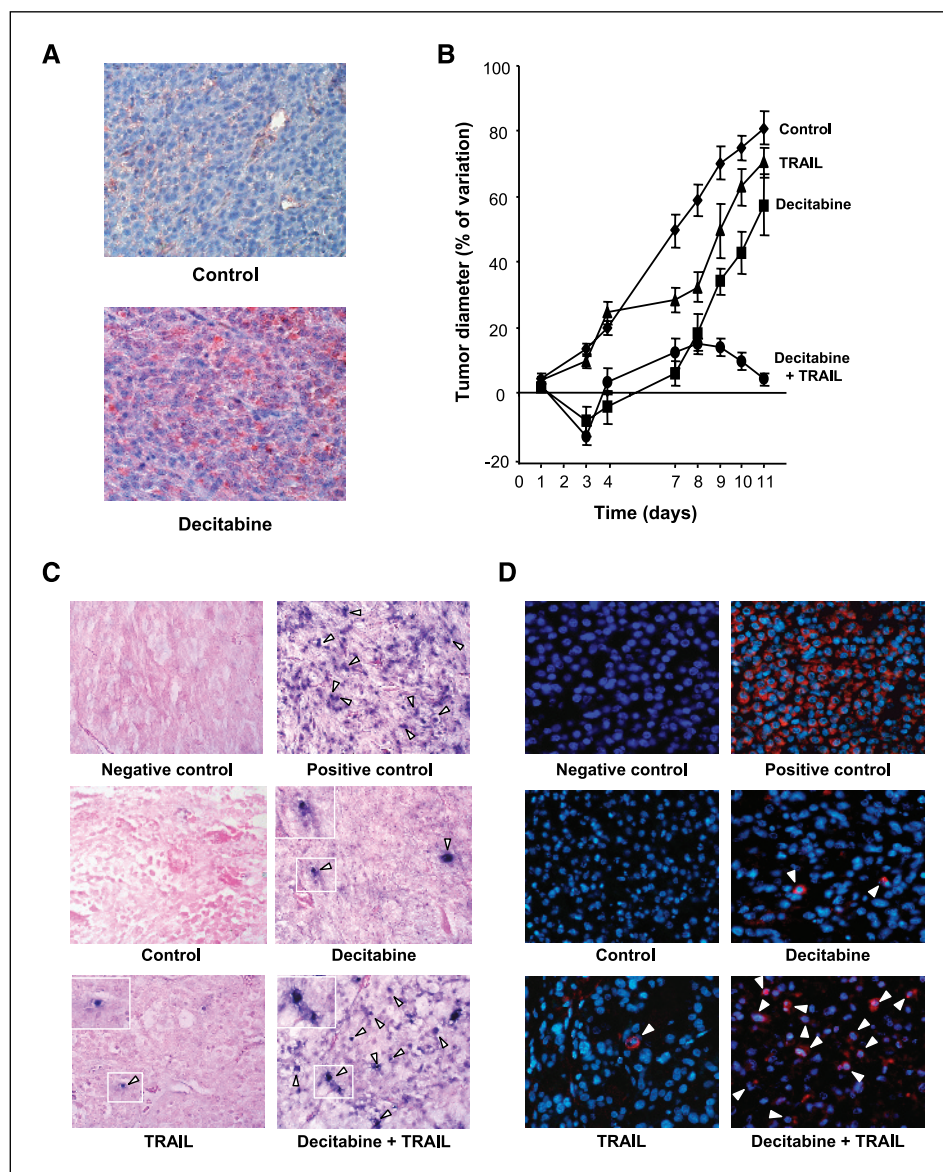 A
Control
Decitabine
B
Tumor diameter (% of variation)
100
80
60
40
20
0
-20
0 1 2 3 4 7 8 9 10 11
Time (days)
Control
TRAIL
Decitabine
Decitabine
+ TRAIL
C
Negative control
Positive control
Control
Decitabine
TRAIL
Decitabine + TRAIL
D
Negative control
Positive control
Control
Decitabine
TRAIL
Decitabine + TRAIL